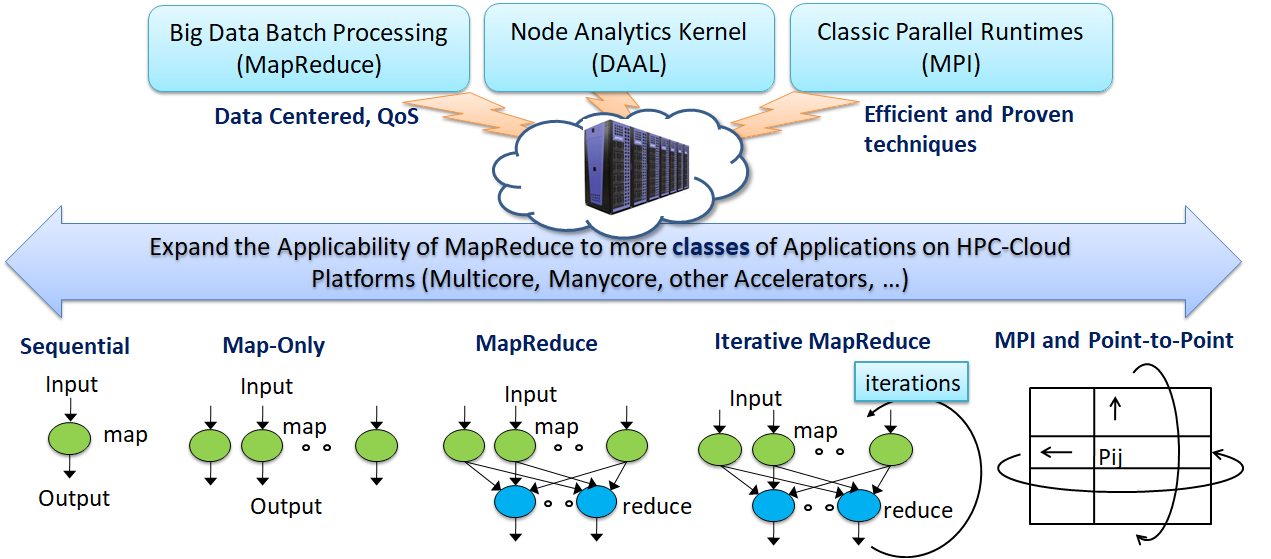 Big Data Batch Processing
(MapReduce)
Node Analytics Kernel
(DAAL)
Classic Parallel Runtimes
(MPI)
Data Centered, QoS
Efficient and Proven
techniques
Expand the Applicability of MapReduce to more classes of Applications on HPC-Cloud
Platforms (Multicore, Manycore, other Accelerators, …)
Sequential
Input
map
Output
Map-Only
Input
map
Output
MapReduce
Input
map
reduce
Iterative MapReduce
iterations
Input
map
reduce
MPI and Point-to-Point
Pij